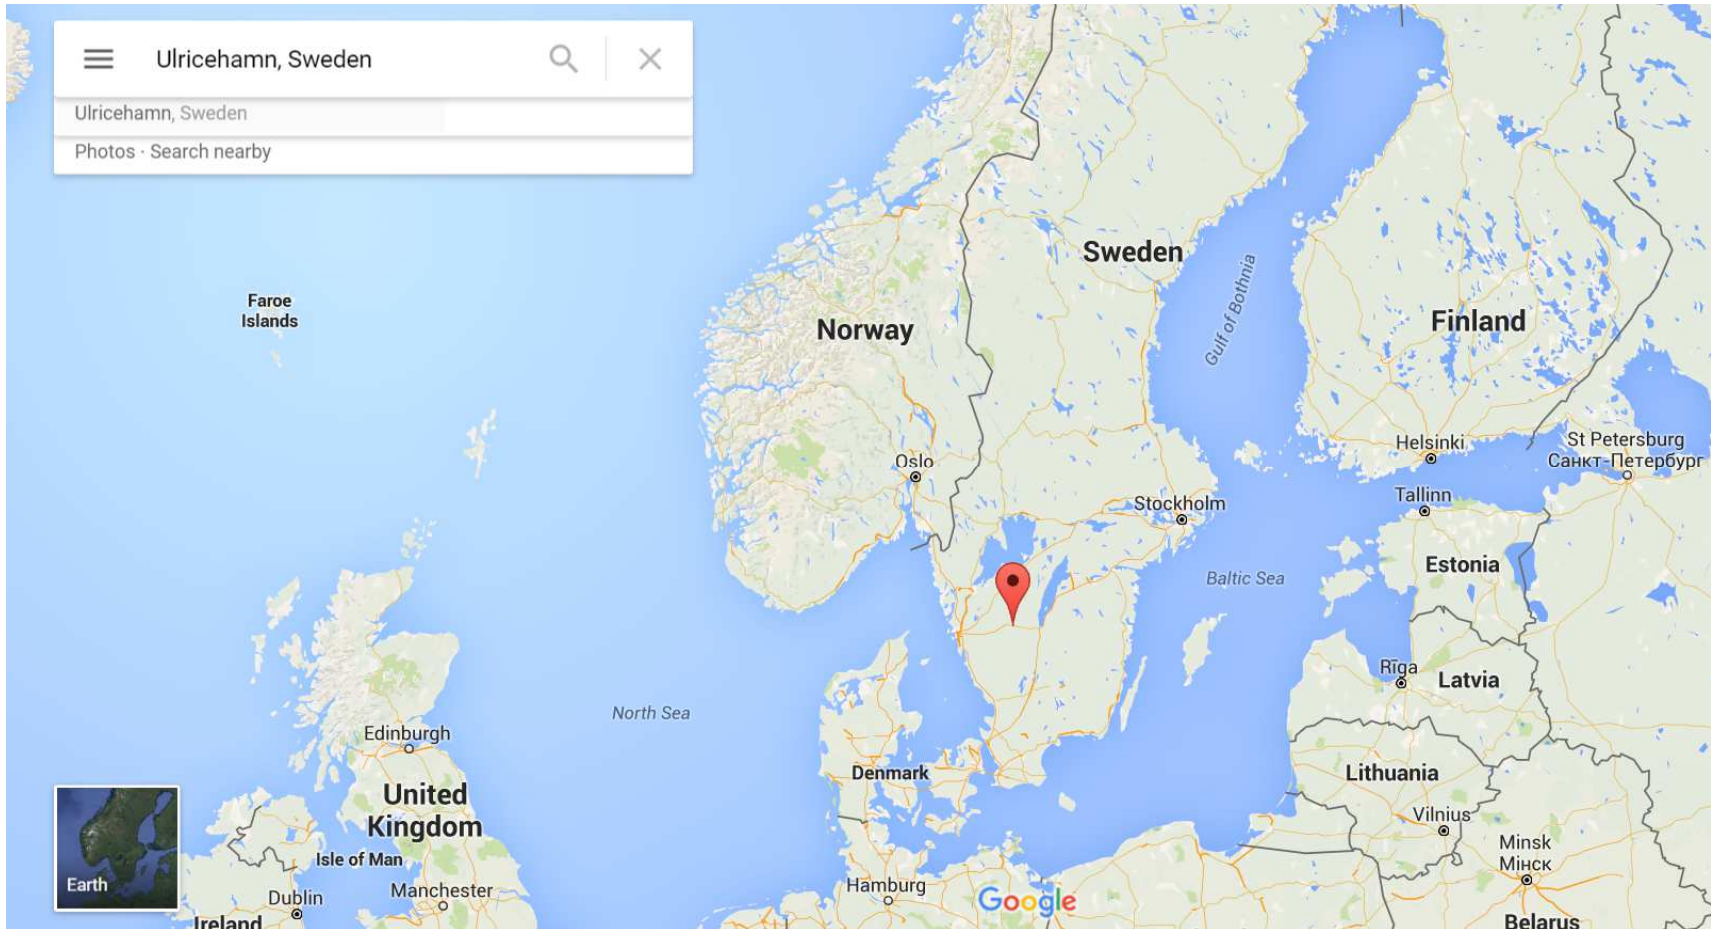 Ulricehamn, Sweden
Ulricehamn, Sweden
Photos · Search nearby
Sweden
Faroe
Islands
Norway
Gulf of Bothnia
Finland
Helsinki
St Petersburg
Санкт-Петербург
Oslo
Stockholm
Tallinn
Estonia
Baltic Sea
Rīga
Latvia
North Sea
Edinburgh
Denmark
Lithuania
United
Kingdom
Vilnius
Minsk
Мінск
Isle of Man
Earth
Dublin
Manchester
Hamburg
Google
Ireland
Belarus